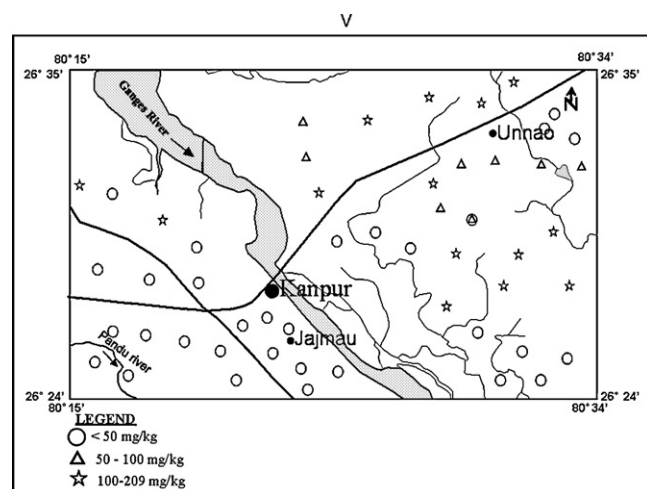 V
80° 15'
80° 34'
26° 35'
26° 35'
Ganges River
N
Unnao
Kanpur
Jajmau
Pandu river
26° 24'
26° 24'
80° 15'
80° 34'
LEGEND
< 50 mg/kg
50 - 100 mg/kg
100-209 mg/kg